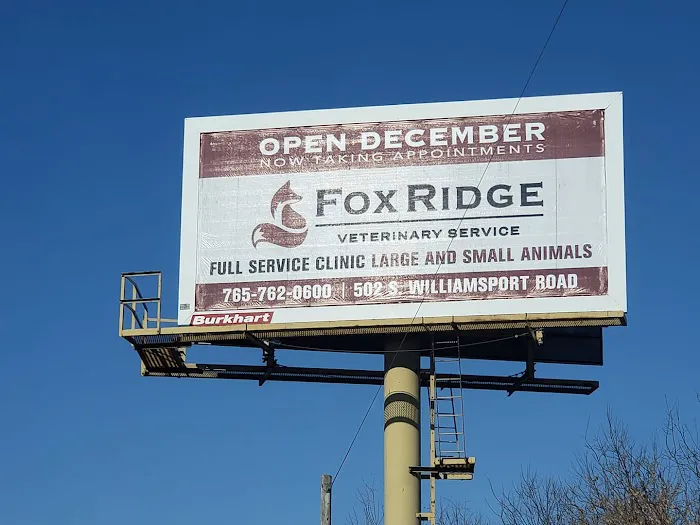 OPEN DECEMBER
NOW TAKING APPOINTMENTS
FOX RIDGE
VETERINARY SERVICE
FULL SERVICE CLINIC LARGE AND SMALL ANIMALS
765-762-0600 | 502 S. WILLIAMSPORT ROAD
Burkhart